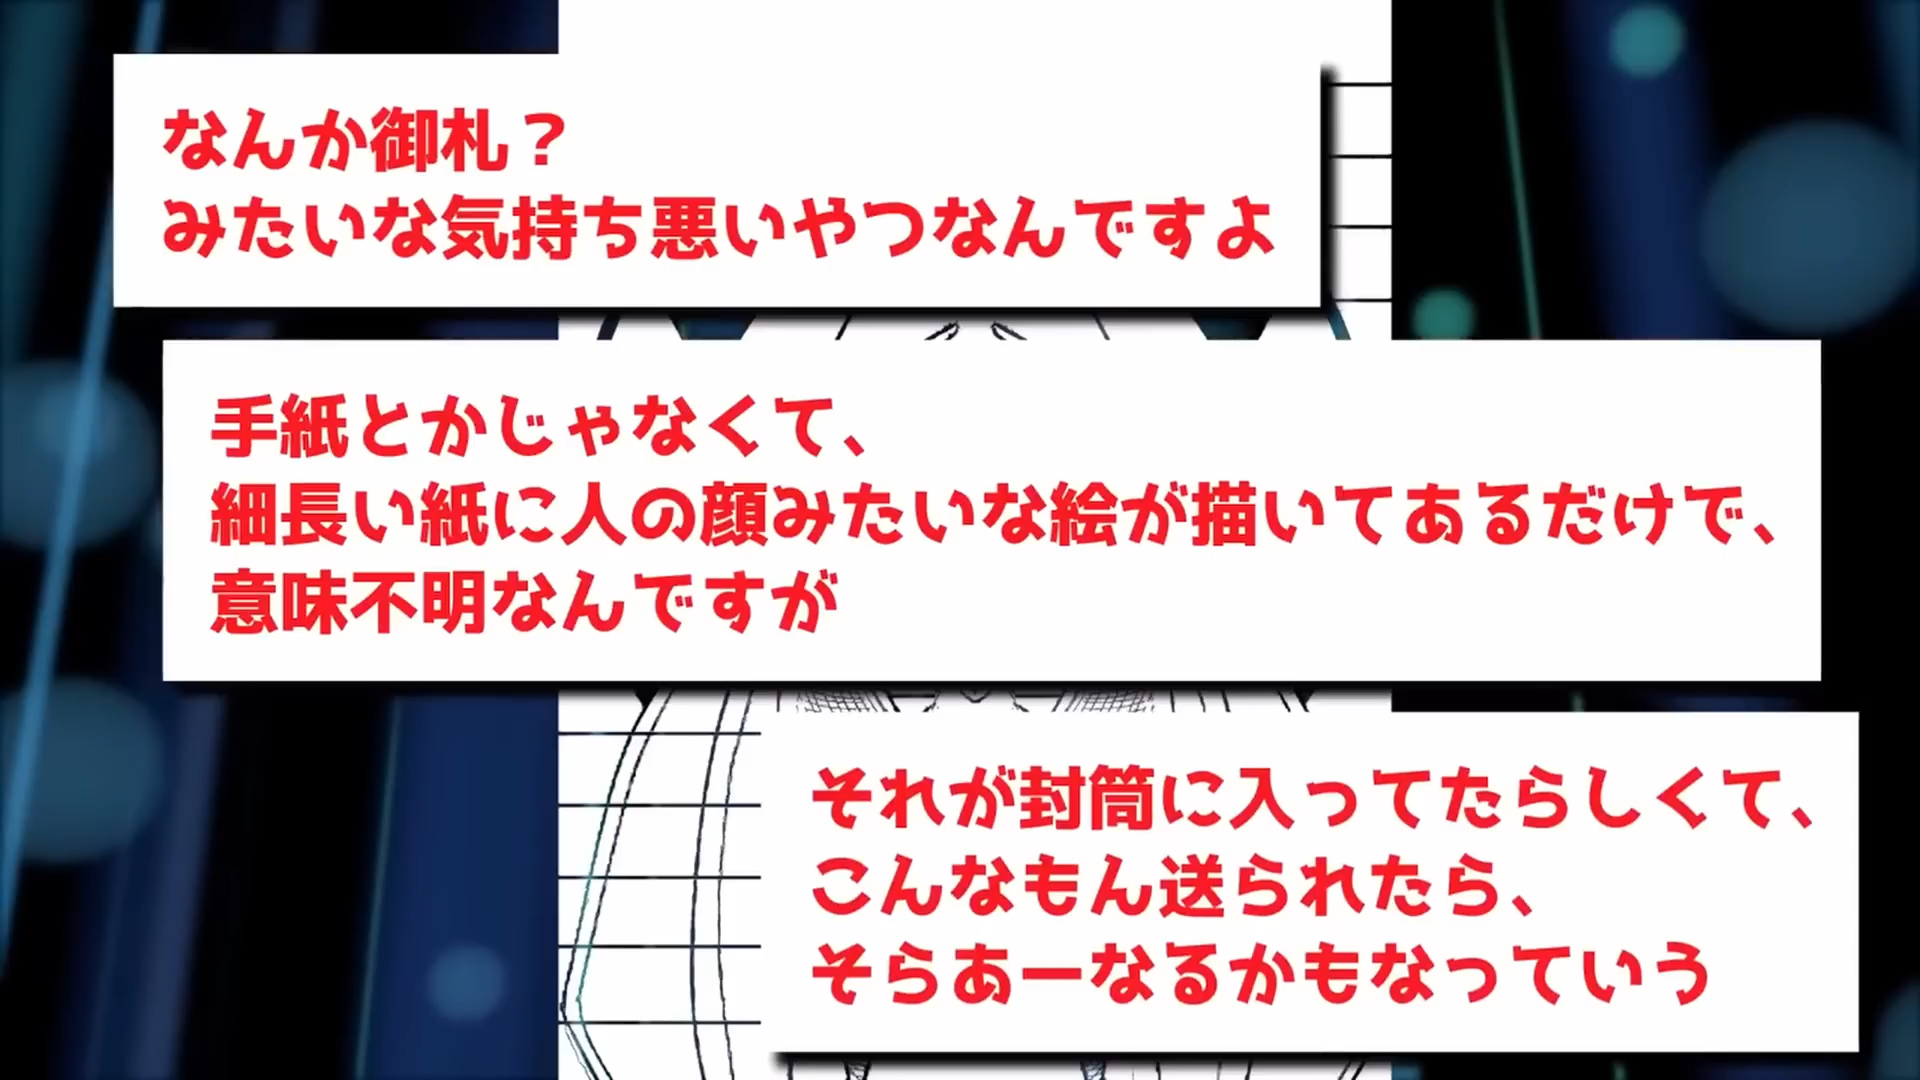 なんか御札？
みたいな気持ち悪いやつなんですよ
手紙とかじゃなくて、
細長い紙に人の顔みたいな絵が描いてあるだけで、
意味不明なんですが
それが封筒に入ってたらしくて、
こんなもん送られたら、
そらあーなるかもなっていう